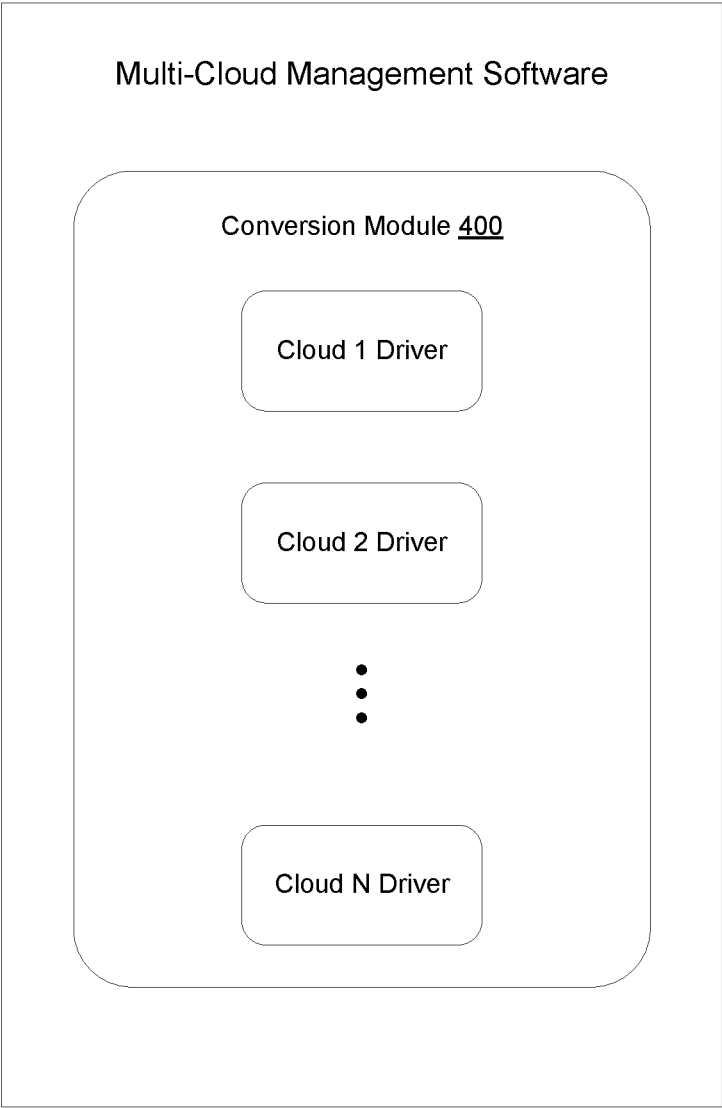 Multi-Cloud Management Software
Conversion Module 400
Cloud 1 Driver
Cloud 2 Driver
Cloud N Driver